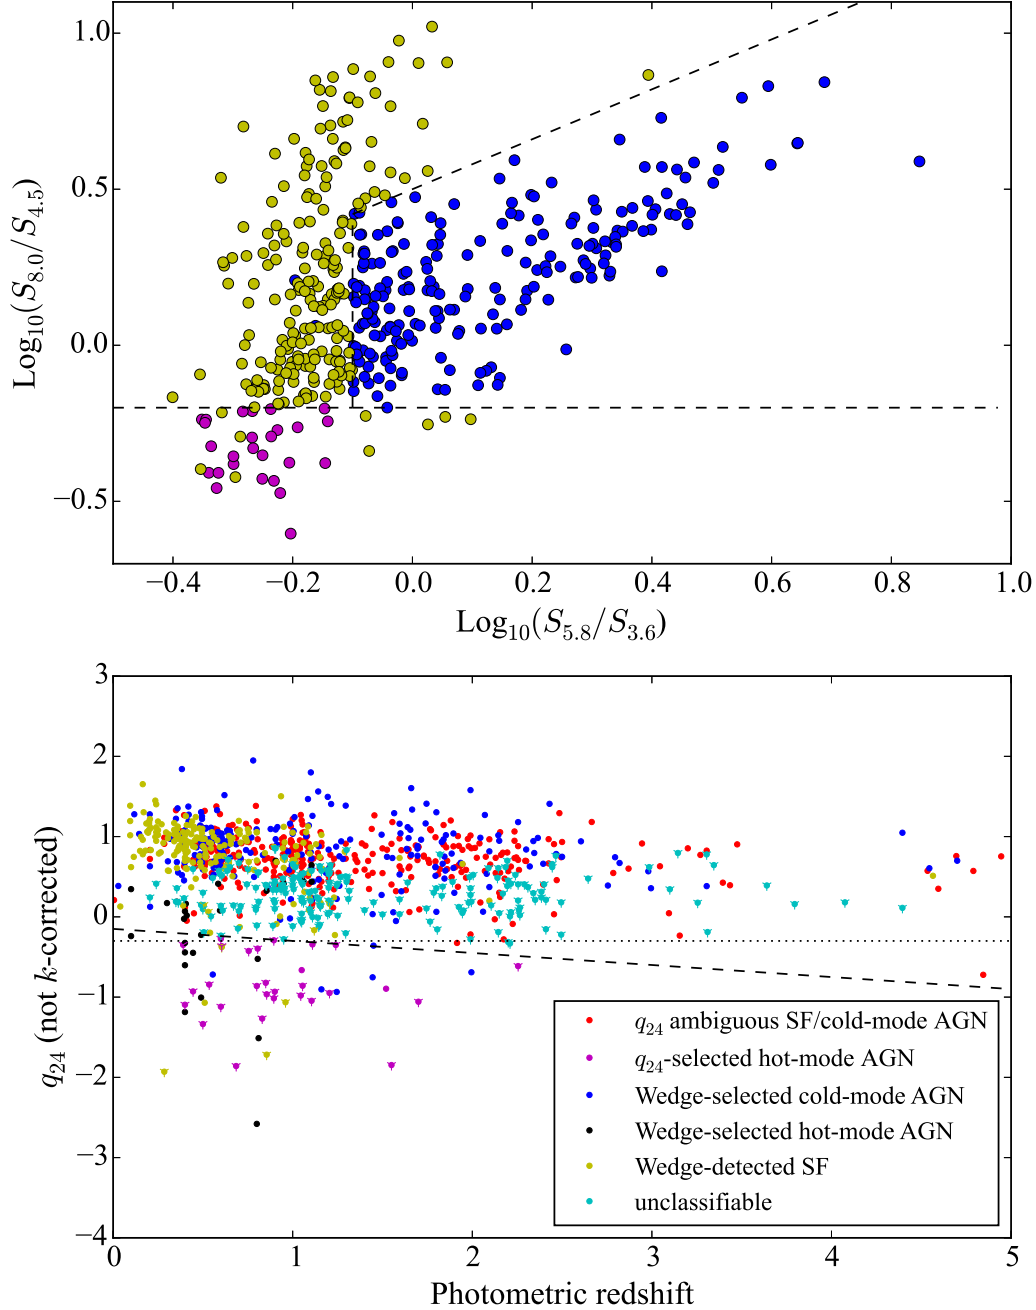 1.0
0.5
0.0
−0.5
Log₁₀(S₈.₀/S₄.₅)
−0.4 −0.2 0.0 0.2 0.4 0.6 0.8 1.0
Log₁₀(S₅.₈/S₃.₆)
3
2
1
0
−1
−2
−3
−4
q₂₄ (not k-corrected)
q₂₄ ambiguous SF/cold-mode AGN
q₂₄-selected hot-mode AGN
Wedge-selected cold-mode AGN
Wedge-selected hot-mode AGN
Wedge-detected SF
unclassifiable
0 1 2 3 4 5
Photometric redshift